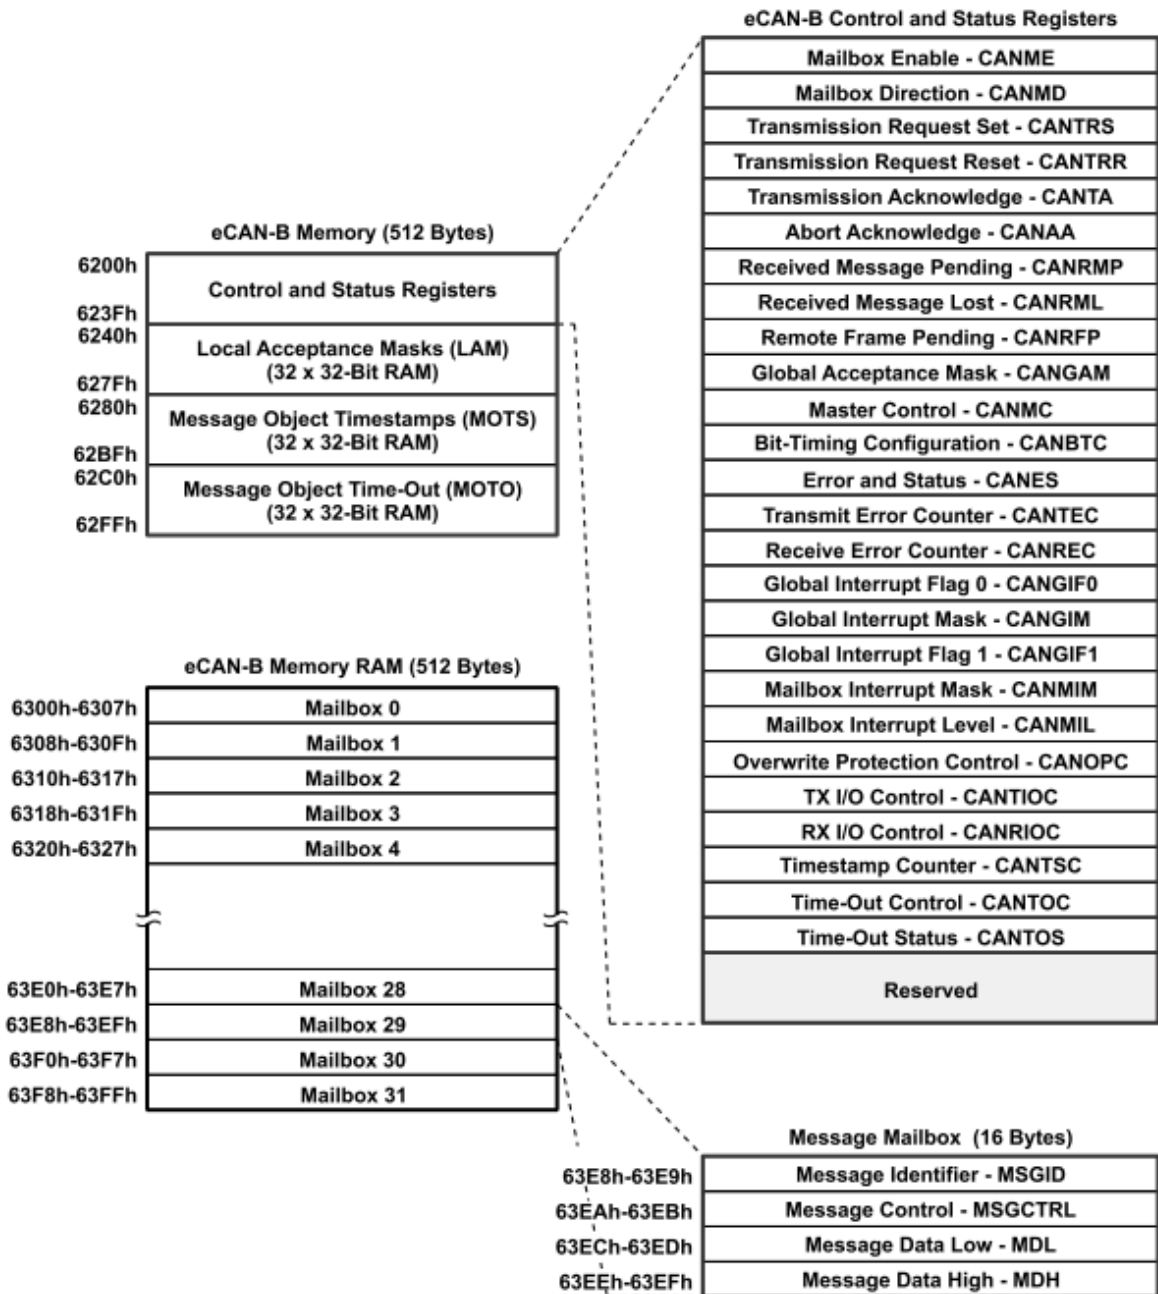 eCAN-B Control and Status Registers
Mailbox Enable - CANME
Mailbox Direction - CANMD
Transmission Request Set - CANTRS
Transmission Request Reset - CANTRR
Transmission Acknowledge - CANTA
Abort Acknowledge - CANAA
Received Message Pending - CANRMP
Received Message Lost - CANRML
Remote Frame Pending - CANRFP
Global Acceptance Mask - CANGAM
Master Control - CANMC
Bit-Timing Configuration - CANBTC
Error and Status - CANES
Transmit Error Counter - CANTEC
Receive Error Counter - CANREC
Global Interrupt Flag 0 - CANGIF0
Global Interrupt Mask - CANGIM
Global Interrupt Flag 1 - CANGIF1
Mailbox Interrupt Mask - CANMIM
Mailbox Interrupt Level - CANMIL
Overwrite Protection Control - CANOPC
TX I/O Control - CANTIOC
RX I/O Control - CANRIOC
Timestamp Counter - CANTSC
Time-Out Control - CANTOC
Time-Out Status - CANTOS
Reserved
eCAN-B Memory (512 Bytes)
6200h
Control and Status Registers
623Fh
6240h
Local Acceptance Masks (LAM)
(32 x 32-Bit RAM)
627Fh
6280h
Message Object Timestamps (MOTS)
(32 x 32-Bit RAM)
62BFh
62C0h
Message Object Time-Out (MOTO)
(32 x 32-Bit RAM)
62FFh
eCAN-B Memory RAM (512 Bytes)
6300h-6307h Mailbox 0
6308h-630Fh Mailbox 1
6310h-6317h Mailbox 2
6318h-631Fh Mailbox 3
6320h-6327h Mailbox 4
63E0h-63E7h Mailbox 28
63E8h-63EFh Mailbox 29
63F0h-63F7h Mailbox 30
63F8h-63FFh Mailbox 31
Message Mailbox (16 Bytes)
63E8h-63E9h Message Identifier - MSGID
63EAh-63EBh Message Control - MSGCTRL
63ECh-63EDh Message Data Low - MDL
63EEh-63EFh Message Data High - MDH